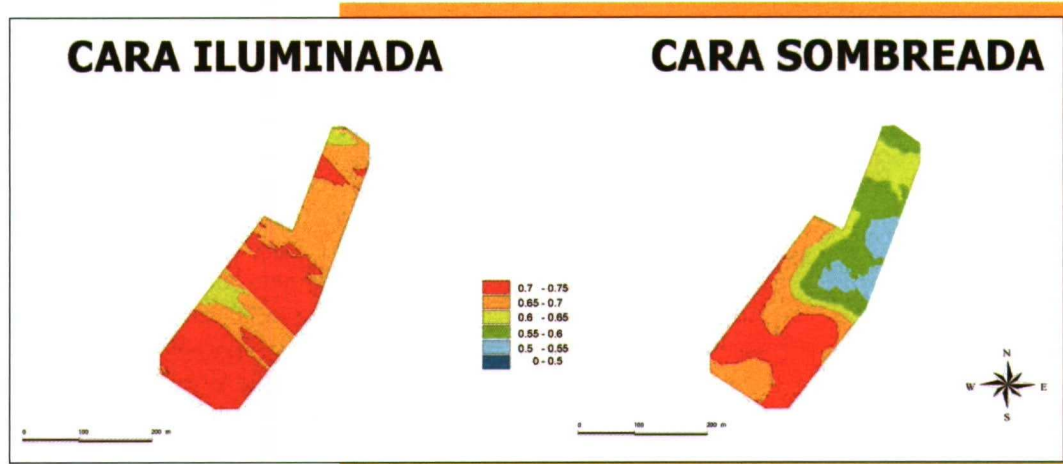 CARA ILUMINADA
CARA SOMBREADA
0.7 - 0.75
0.65 - 0.7
0.6 - 0.65
0.55 - 0.6
0.5 - 0.55
0 - 0.5
N
W E
S
0 100 200 m
0 100 200 m